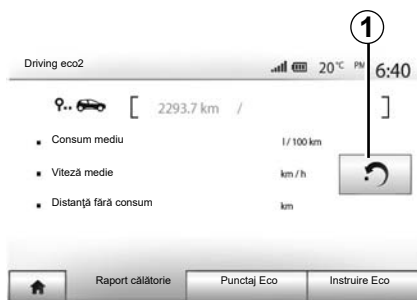 1
Driving eco2 20°C PM 6:40
[ 2293.7 km / ]
▪ Consum mediu l / 100 km
▪ Viteză medie km / h
▪ Distanţă fără consum km
Raport călătorie Punctaj Eco Instruire Eco